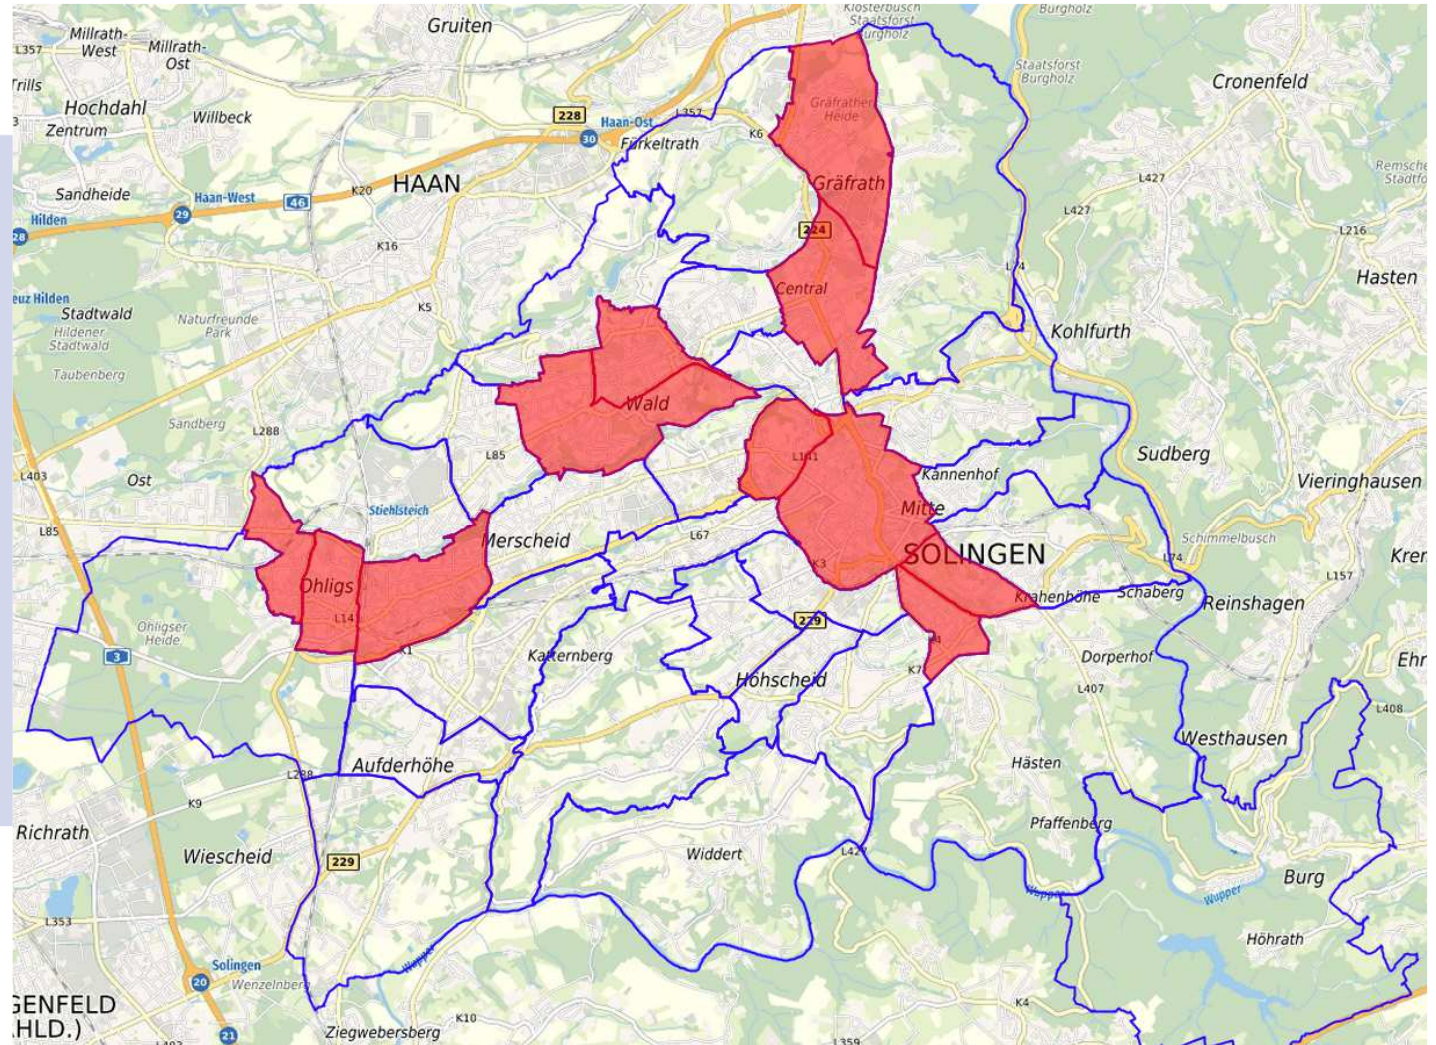 Klosterbusch
Staatsforst
Burgholz
Burgholz
Gruiten
Millrath-
West
Millrath-
Ost
L357
Staatsforst
Burgholz
Cronenfeld
Hochdahl
Zentrum
Willbeck
228
Haan-Ost
30
L357
K6
Gräfrather
Heide
Fürkeltrath
Sandheide
K20
HAAN
Gräfrath
L427
Haan-West
29
46
Hilden
28
L427
K16
224
L216
L74
Hasten
Central
Stadtwald
Hildener
Stadtwald
Naturfreunde
Park
K5
Kohlfurth
Taubenberg
Wald
Sandberg
L288
L85
L141
Sudberg
L403
Ost
Kannenhof
Vieringhausen
Stiehlsteich
Mitte
L85
Merscheid
L67
Schimmelbusch
SOLINGEN
L74
K3
L157
Ohligs
Krahenhöhe
Schaberg
Reinshagen
L14
229
Ohligser
Heide
3
K1
Katternberg
K7
Dorperhof
Höhscheid
L407
L408
Westhausen
Aufderhöhe
Hästen
L288
K9
Richrath
Pfaffenberg
Wiescheid
229
Widdert
L427
Burg
Wupper
Wupper
L353
Höhrath
Wupper
Solingen
20
Wenzelnberg
K4
K10
Ziegwebersberg
21
L403
L359